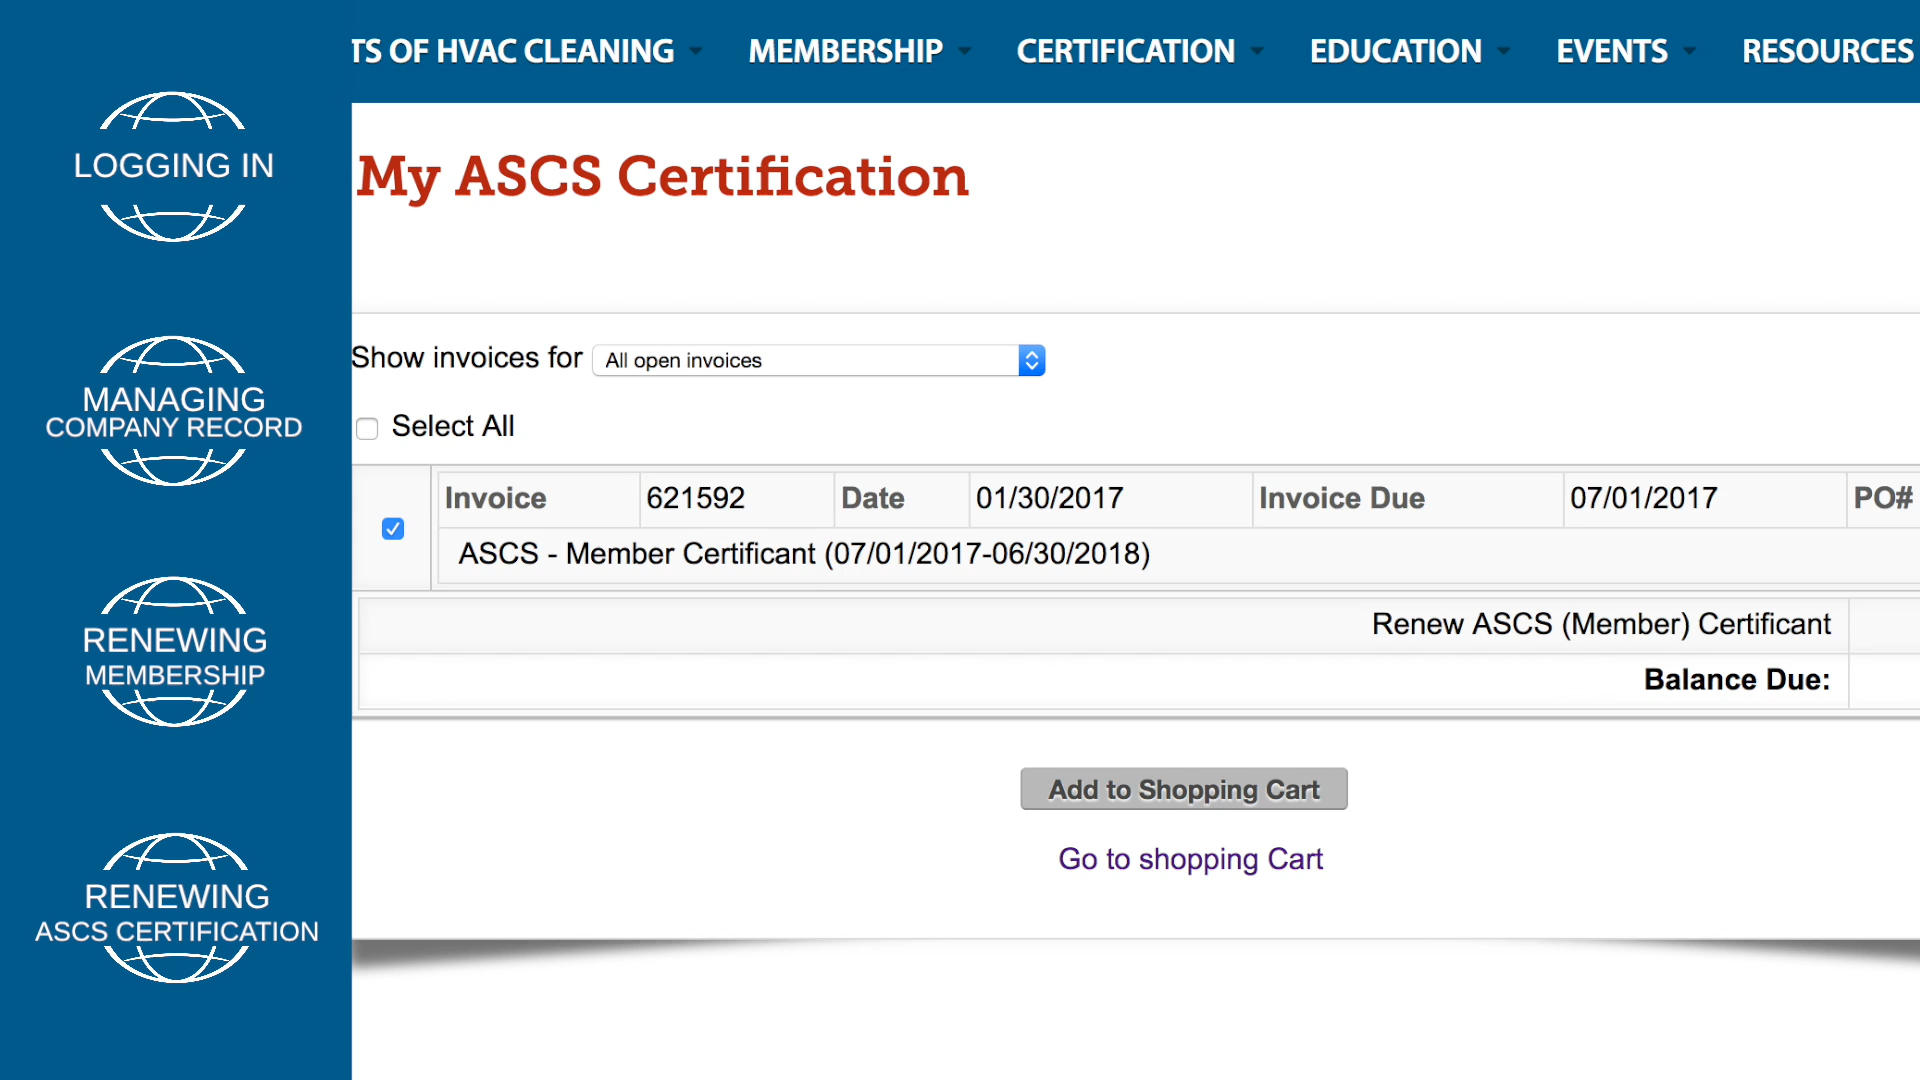 TS OF HVAC CLEANING MEMBERSHIP CERTIFICATION EDUCATION EVENTS RESOURCES
LOGGING IN
MANAGING
COMPANY RECORD
RENEWING
MEMBERSHIP
RENEWING
ASCS CERTIFICATION
My ASCS Certification
Show invoices for All open invoices
Select All
Invoice 621592 Date 01/30/2017 Invoice Due 07/01/2017 PO#
ASCS - Member Certificant (07/01/2017-06/30/2018)
Renew ASCS (Member) Certificant
Balance Due:
Add to Shopping Cart
Go to shopping Cart